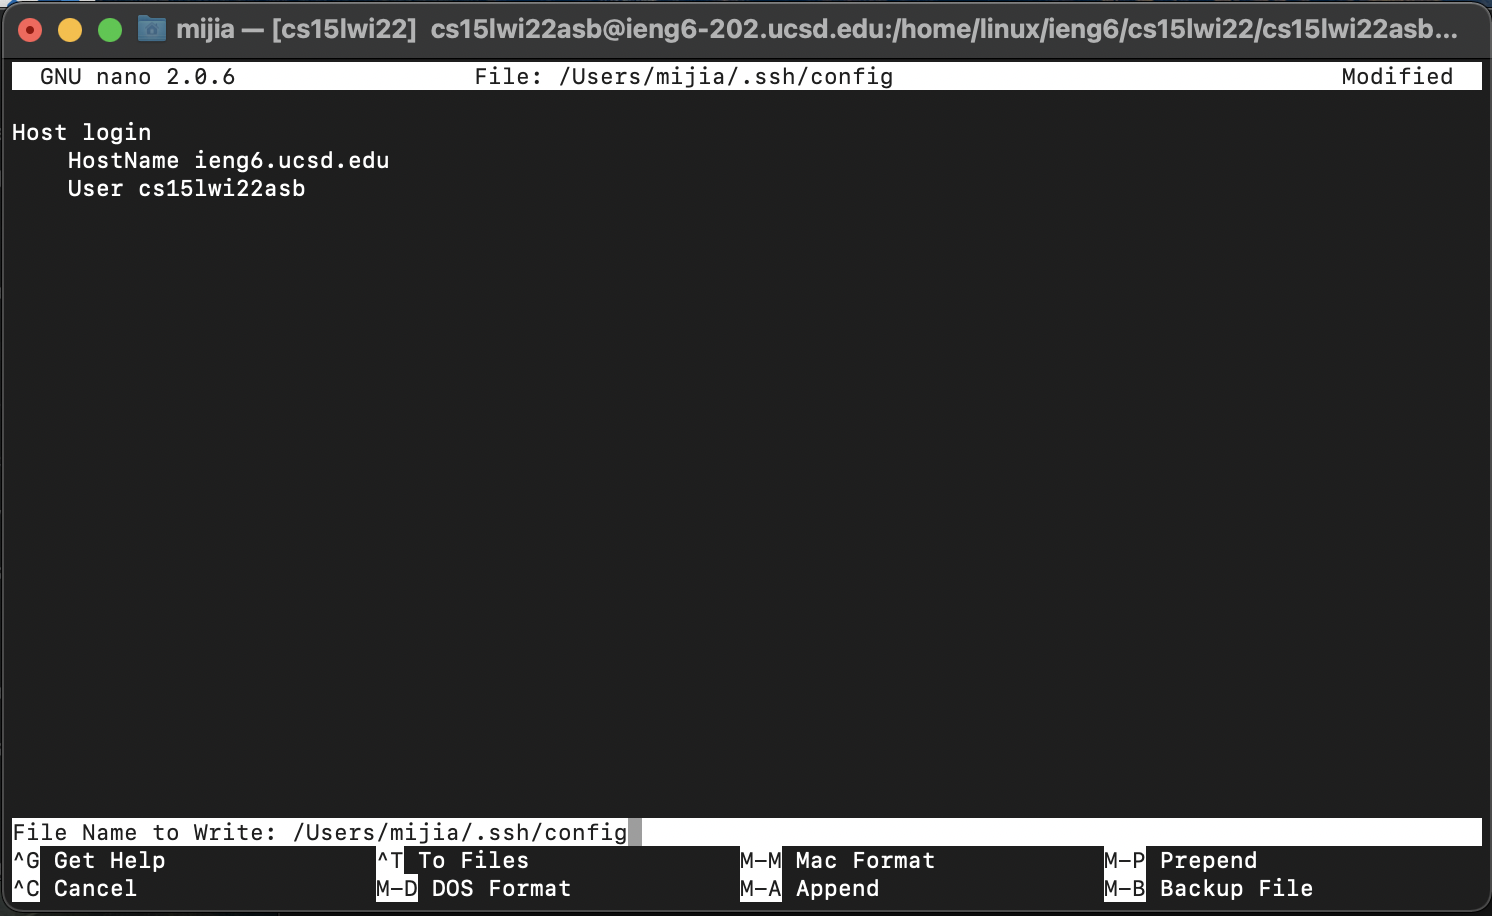 mijia — [cs15lwi22] cs15lwi22asb@ieng6-202.ucsd.edu:/home/linux/ieng6/cs15lwi22/cs15lwi22asb...
GNU nano 2.0.6 File: /Users/mijia/.ssh/config Modified
Host login
    HostName ieng6.ucsd.edu
    User cs15lwi22asb
File Name to Write: /Users/mijia/.ssh/config
^G Get Help ^T To Files M-M Mac Format M-P Prepend
^C Cancel M-D DOS Format M-A Append M-B Backup File